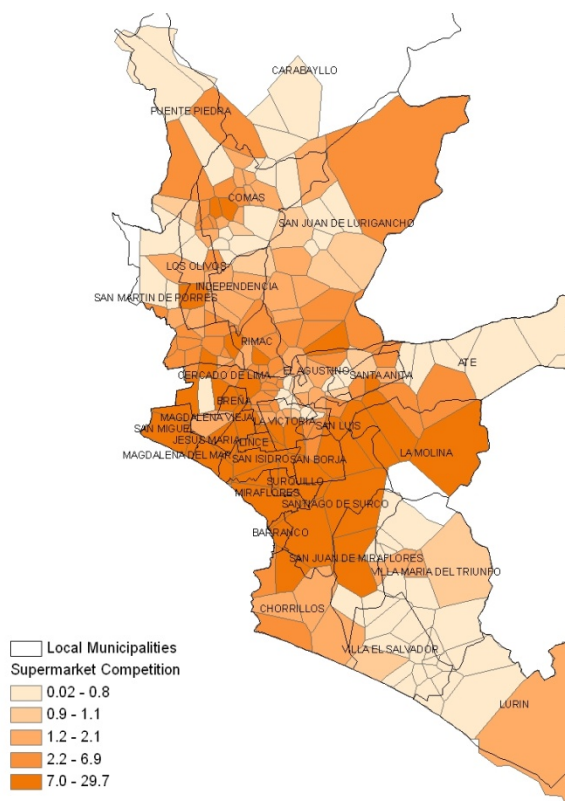 CARABAYLLO
PUENTE PIEDRA
COMAS
SAN JUAN DE LURIGANCHO
LOS OLIVOS
INDEPENDENCIA
SAN MARTIN DE PORRES
RIMAC
ATE
CERCADO DE LIMA
EL AGUSTINO
SANTA ANITA
BREÑA
MAGDALENA VIEJA
LA VICTORIA
SAN LUIS
SAN MIGUEL
JESUS MARIA
LINCE
MAGDALENA DEL MAR
SAN ISIDRO
SAN BORJA
LA MOLINA
SURQUILLO
MIRAFLORES
SANTIAGO DE SURCO
BARRANCO
SAN JUAN DE MIRAFLORES
VILLA MARIA DEL TRIUNFO
CHORRILLOS
VILLA EL SALVADOR
LURIN
Local Municipalities
Supermarket Competition
0.02 - 0.8
0.9 - 1.1
1.2 - 2.1
2.2 - 6.9
7.0 - 29.7